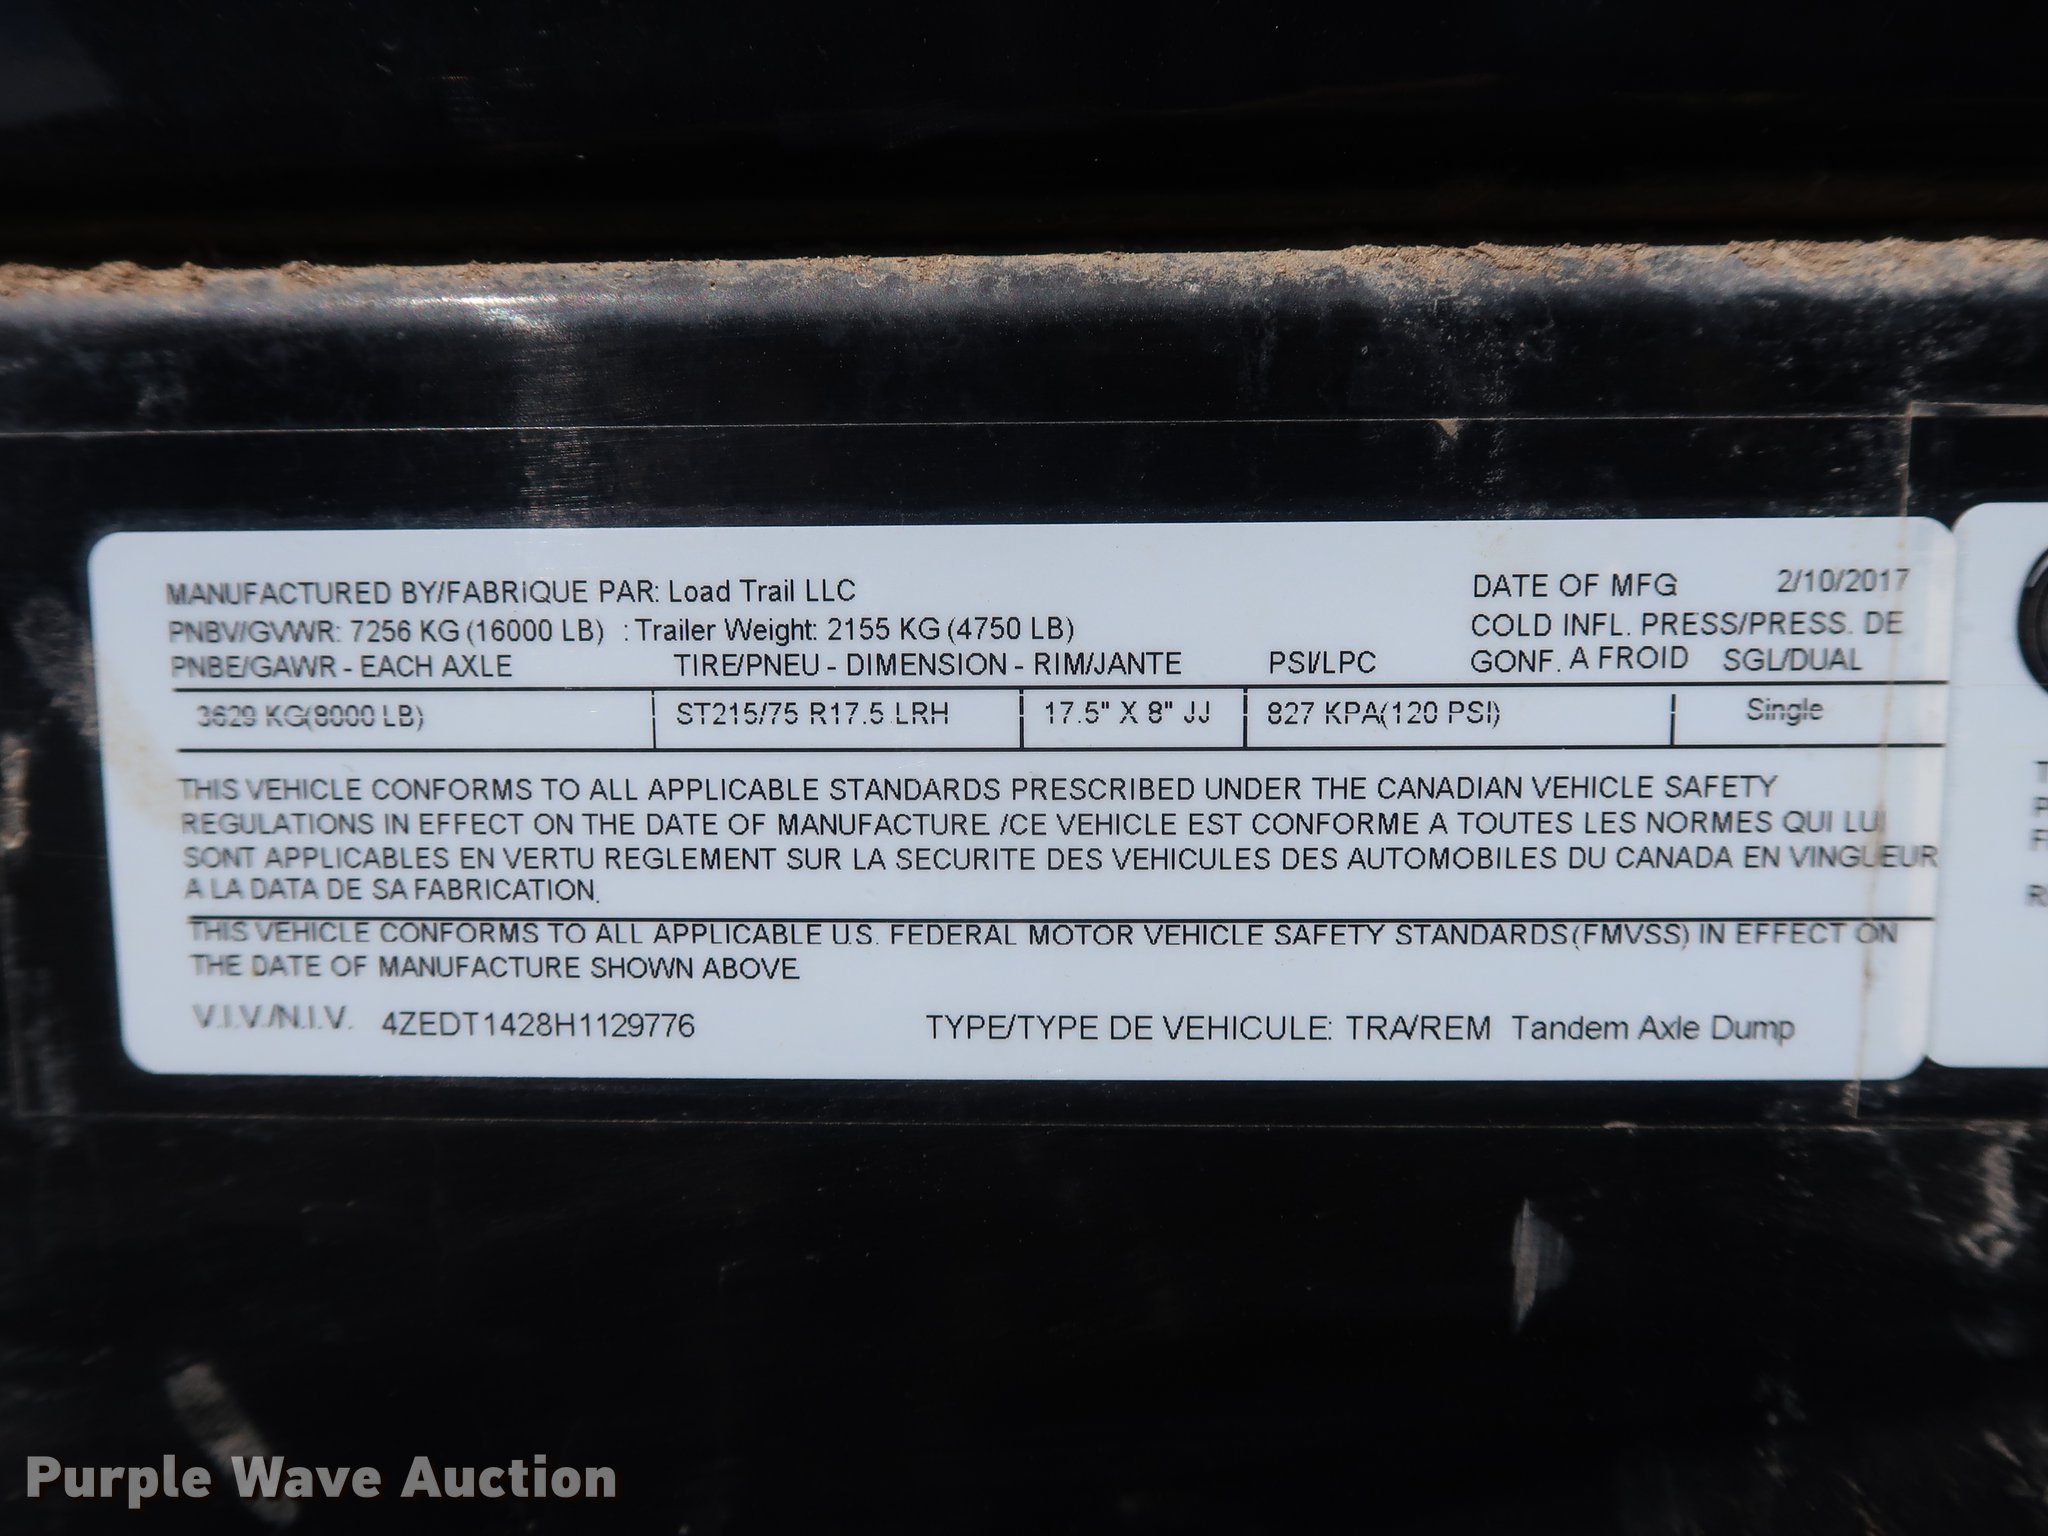 MANUFACTURED BY/FABRIQUE PAR: Load Trail LLC DATE OF MFG 2/10/2017
PNBV/GVWR: 7256 KG (16000 LB) : Trailer Weight: 2155 KG (4750 LB) COLD INFL. PRESS/PRESS. DE
PNBE/GAWR - EACH AXLE TIRE/PNEU - DIMENSION - RIM/JANTE PSI/LPC GONF. A FROID SGL/DUAL
3629 KG(8000 LB) ST215/75 R17.5 LRH 17.5" X 8" JJ 827 KPA(120 PSI) Single
THIS VEHICLE CONFORMS TO ALL APPLICABLE STANDARDS PRESCRIBED UNDER THE CANADIAN VEHICLE SAFETY
REGULATIONS IN EFFECT ON THE DATE OF MANUFACTURE /CE VEHICLE EST CONFORME A TOUTES LES NORMES QUI LUI
SONT APPLICABLES EN VERTU REGLEMENT SUR LA SECURITE DES VEHICULES DES AUTOMOBILES DU CANADA EN VINGUEUR
A LA DATA DE SA FABRICATION.
THIS VEHICLE CONFORMS TO ALL APPLICABLE U.S. FEDERAL MOTOR VEHICLE SAFETY STANDARDS (FMVSS) IN EFFECT ON
THE DATE OF MANUFACTURE SHOWN ABOVE
V.I.V./N.I.V. 4ZEDT1428H1129776 TYPE/TYPE DE VEHICULE: TRA/REM Tandem Axle Dump
Purple Wave Auction